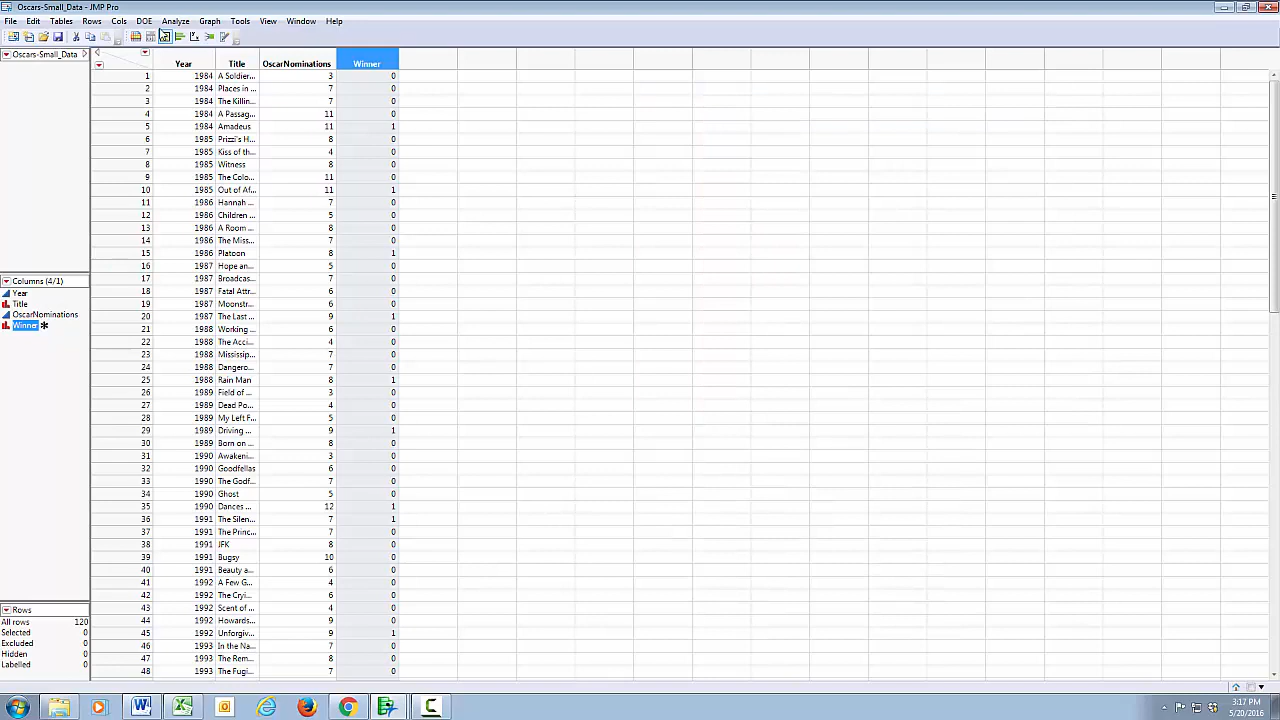 Oscars-Small_Data - JMP Pro
File Edit Tables Rows Cols DOE Analyze Graph Tools View Window Help
Oscars-Small_Data
Year Title OscarNominations Winner
1 1984 A Soldier... 3 0
2 1984 Places in ... 7 0
3 1984 The Killin... 7 0
4 1984 A Passag... 11 0
5 1984 Amadeus 11 1
6 1985 Prizzi's H... 8 0
7 1985 Kiss of th... 4 0
8 1985 Witness 8 0
9 1985 The Colo... 11 0
10 1985 Out of Af... 11 1
11 1986 Hannah ... 7 0
12 1986 Children ... 5 0
13 1986 A Room ... 8 0
14 1986 The Miss... 7 0
15 1986 Platoon 8 1
16 1987 Hope an... 5 0
17 1987 Broadcas... 7 0
18 1987 Fatal Attr... 6 0
19 1987 Moonstr... 6 0
20 1987 The Last ... 9 1
21 1988 Working ... 6 0
22 1988 The Acci... 4 0
23 1988 Mississip... 7 0
24 1988 Dangero... 7 0
25 1988 Rain Man 8 1
26 1989 Field of ... 3 0
27 1989 Dead Po... 4 0
28 1989 My Left F... 5 0
29 1989 Driving ... 9 1
30 1989 Born on ... 8 0
31 1990 Awakeni... 3 0
32 1990 Goodfellas 6 0
33 1990 The Godf... 7 0
34 1990 Ghost 5 0
35 1990 Dances ... 12 1
36 1991 The Silen... 7 1
37 1991 The Princ... 7 0
38 1991 JFK 8 0
39 1991 Bugsy 10 0
40 1991 Beauty a... 6 0
41 1992 A Few G... 4 0
42 1992 The Cryi... 6 0
43 1992 Scent of ... 4 0
44 1992 Howards... 9 0
45 1992 Unforgiv... 9 1
46 1993 In the Na... 7 0
47 1993 The Rem... 8 0
48 1993 The Fugi... 7 0
Columns (4/1)
Year
Title
OscarNominations
Winner *
Rows
All rows 120
Selected 0
Excluded 0
Hidden 0
Labelled 0
3:17 PM
5/20/2016